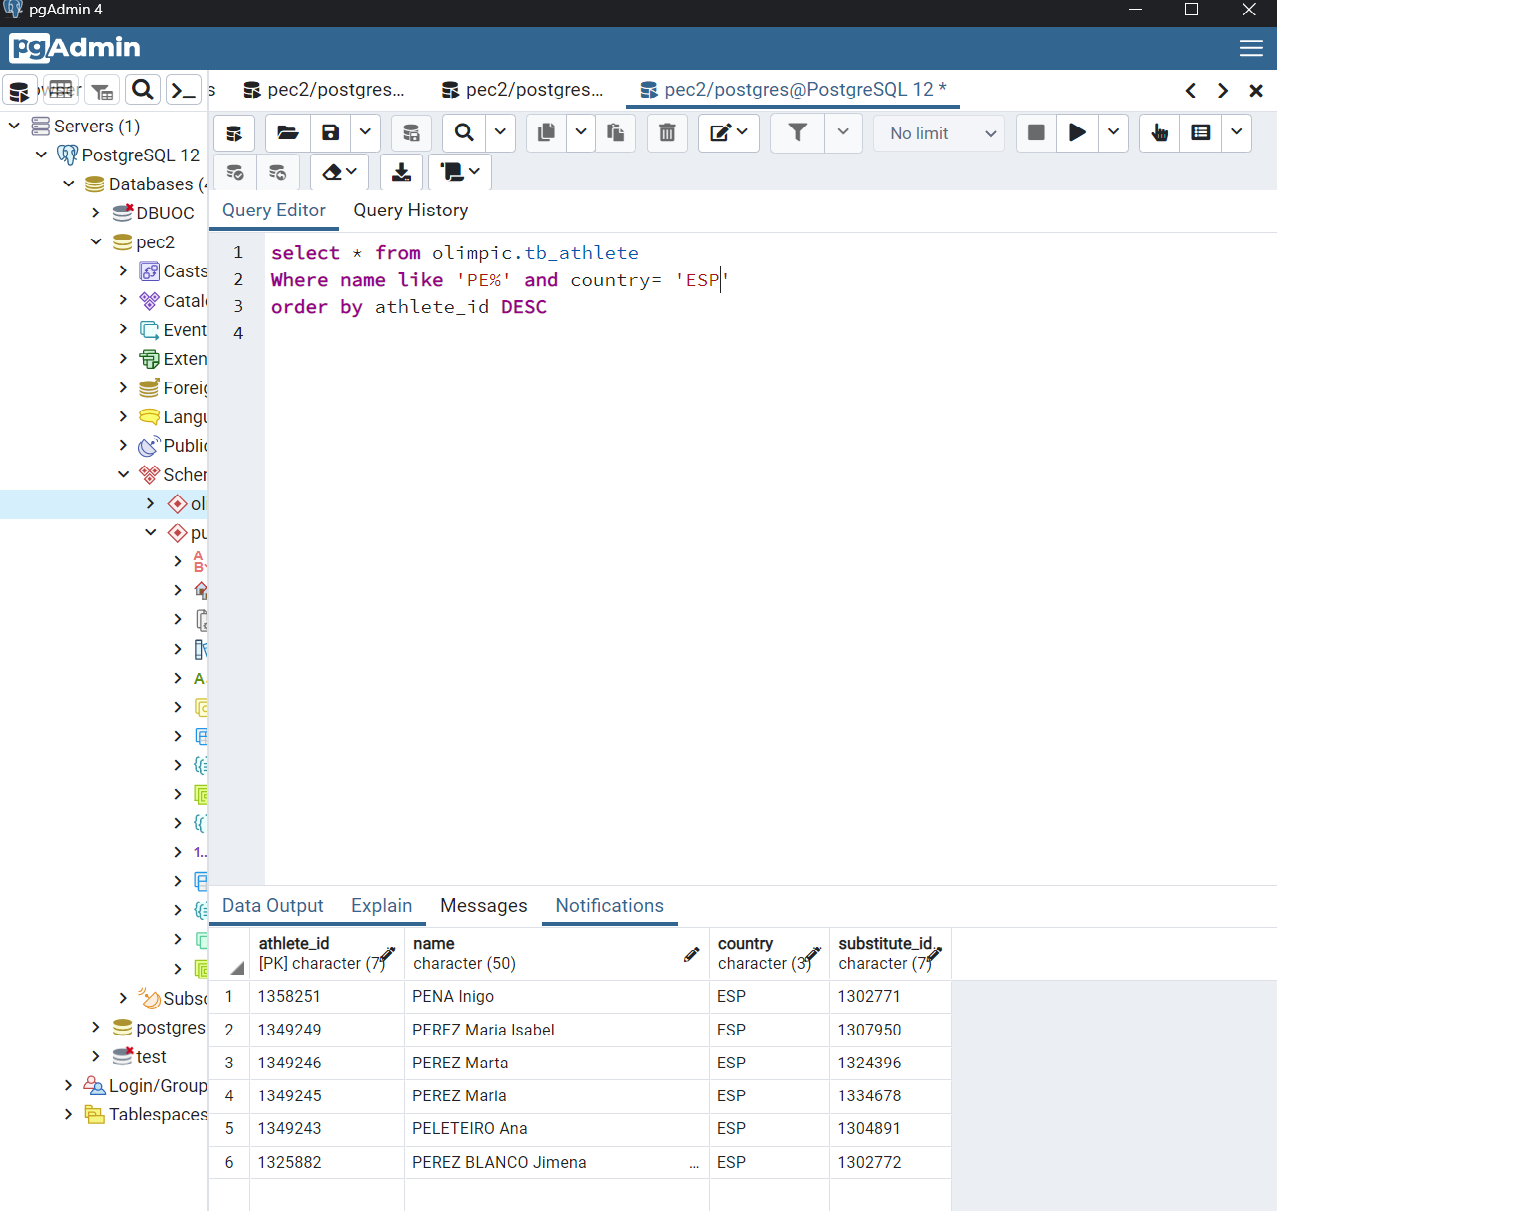 pgAdmin 4
pgAdmin
pec2/postgres...
pec2/postgres...
pec2/postgres@PostgreSQL 12 *
Servers (1)
PostgreSQL 12
Databases (
DBUOC
pec2
Casts
Catal
Event
Exten
Foreig
Langu
Public
Schem
ol
pu
Subsc
postgres
test
Login/Group
Tablespaces
No limit
Query Editor
Query History
1 select * from olimpic.tb_athlete
2 Where name like 'PE%' and country= 'ESP'
3 order by athlete_id DESC
4
Data Output
Explain
Messages
Notifications
athlete_id
[PK] character (7)
name
character (50)
country
character (3)
substitute_id
character (7)
1 1358251 PENA Inigo ESP 1302771
2 1349249 PEREZ Maria Isabel ESP 1307950
3 1349246 PEREZ Marta ESP 1324396
4 1349245 PEREZ Maria ESP 1334678
5 1349243 PELETEIRO Ana ESP 1304891
6 1325882 PEREZ BLANCO Jimena ... ESP 1302772